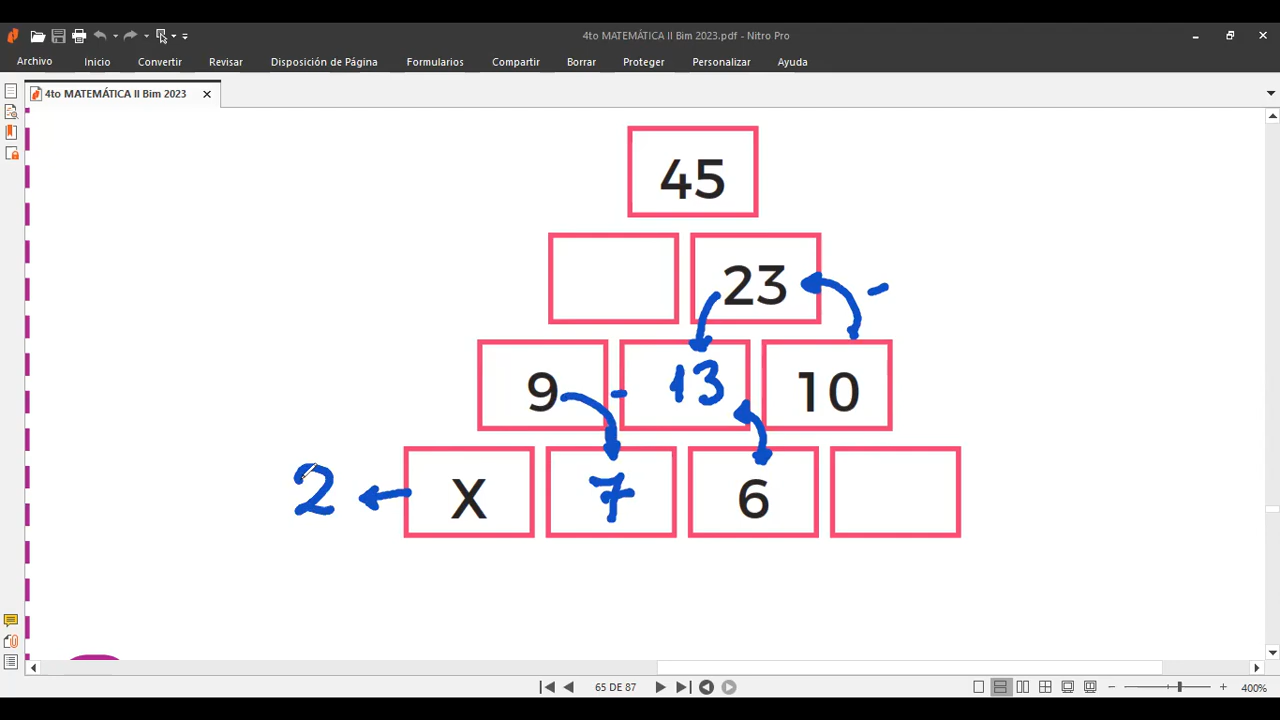 4to MATEMÁTICA II Bim 2023.pdf - Nitro Pro
Archivo Inicio Convertir Revisar Disposición de Página Formularios Compartir Borrar Proteger Personalizar Ayuda
4to MATEMÁTICA II Bim 2023
45
23 -
9 - 13 10
2 X 7 6
65 DE 87
400%